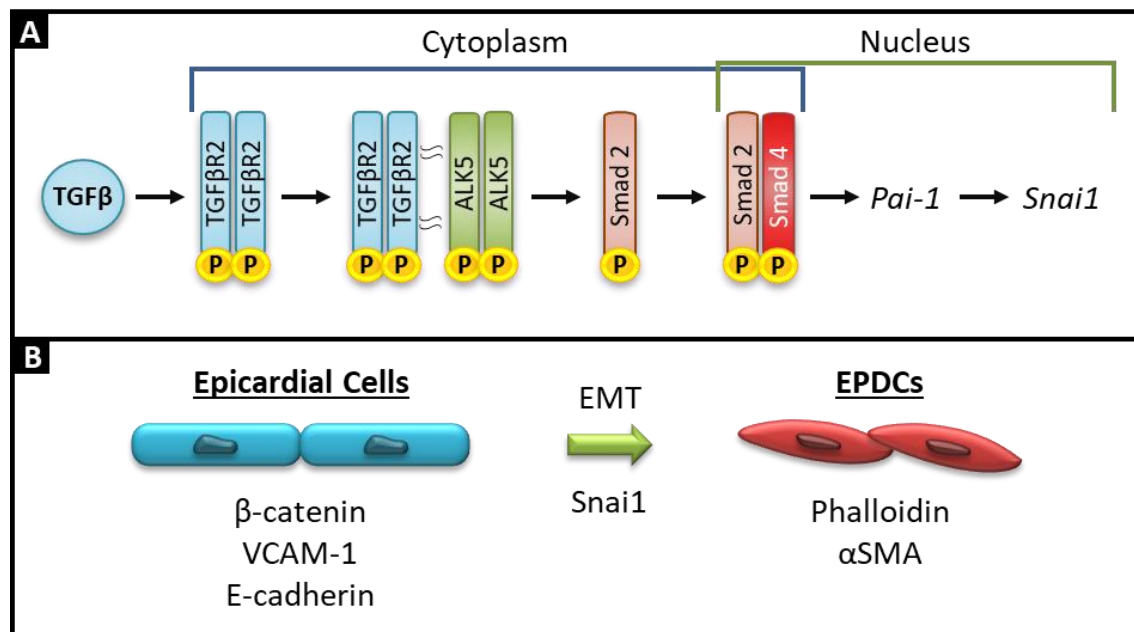 A
Cytoplasm
Nucleus
TGFβ
TGFβR2
TGFβR2
TGFβR2
TGFβR2
ALK5
ALK5
Smad 2
Smad 2
Smad 4
Pai-1
Snai1
P
P
P
P
P
P
P
P
P
B
Epicardial Cells
EMT
EPDCs
Snai1
β-catenin
VCAM-1
E-cadherin
Phalloidin
αSMA